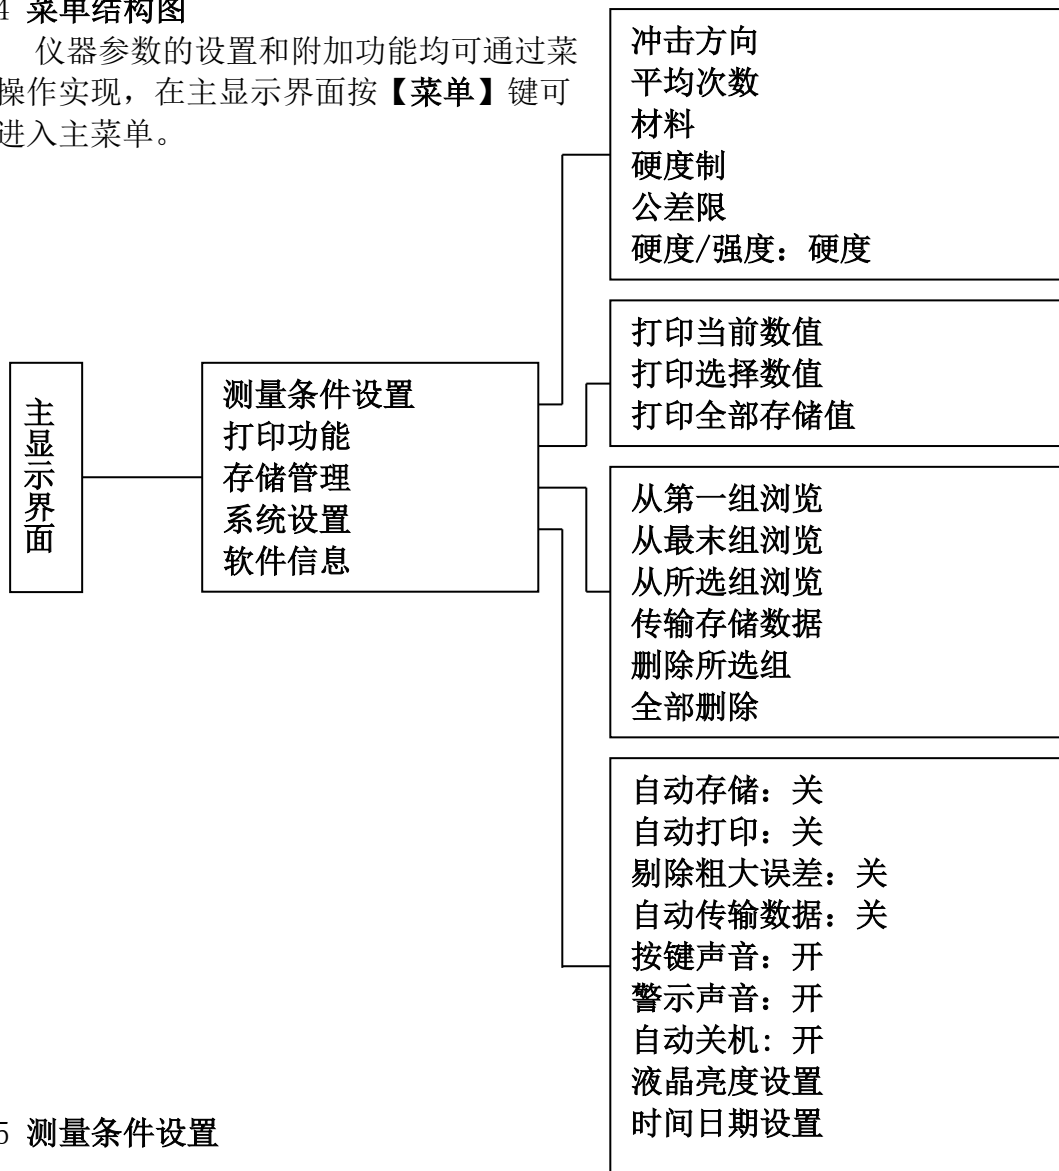 4 菜单结构图
仪器参数的设置和附加功能均可通过菜
操作实现，在主显示界面按【菜单】键可
进入主菜单。
主显示界面
测量条件设置
打印功能
存储管理
系统设置
软件信息
冲击方向
平均次数
材料
硬度制
公差限
硬度/强度：硬度
打印当前数值
打印选择数值
打印全部存储值
从第一组浏览
从最末组浏览
从所选组浏览
传输存储数据
删除所选组
全部删除
自动存储：关
自动打印：关
剔除粗大误差：关
自动传输数据：关
按键声音：开
警示声音：开
自动关机：开
液晶亮度设置
时间日期设置
5 测量条件设置